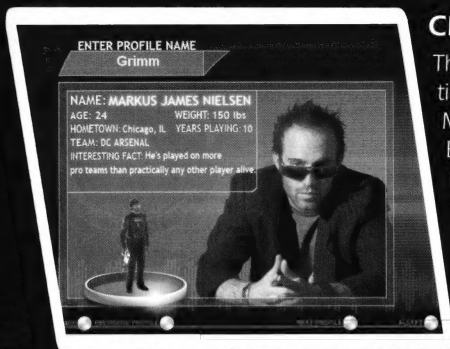 ENTER PROFILE NAME
Grimm
NAME: MARKUS JAMES NIELSEN
AGE: 24 WEIGHT: 150 lbs
HOMETOWN: Chicago, IL YEARS PLAYING: 10
TEAM: DC ARSENAL
INTERESTING FACT: He's played on more
pro teams than practically any other player alive.